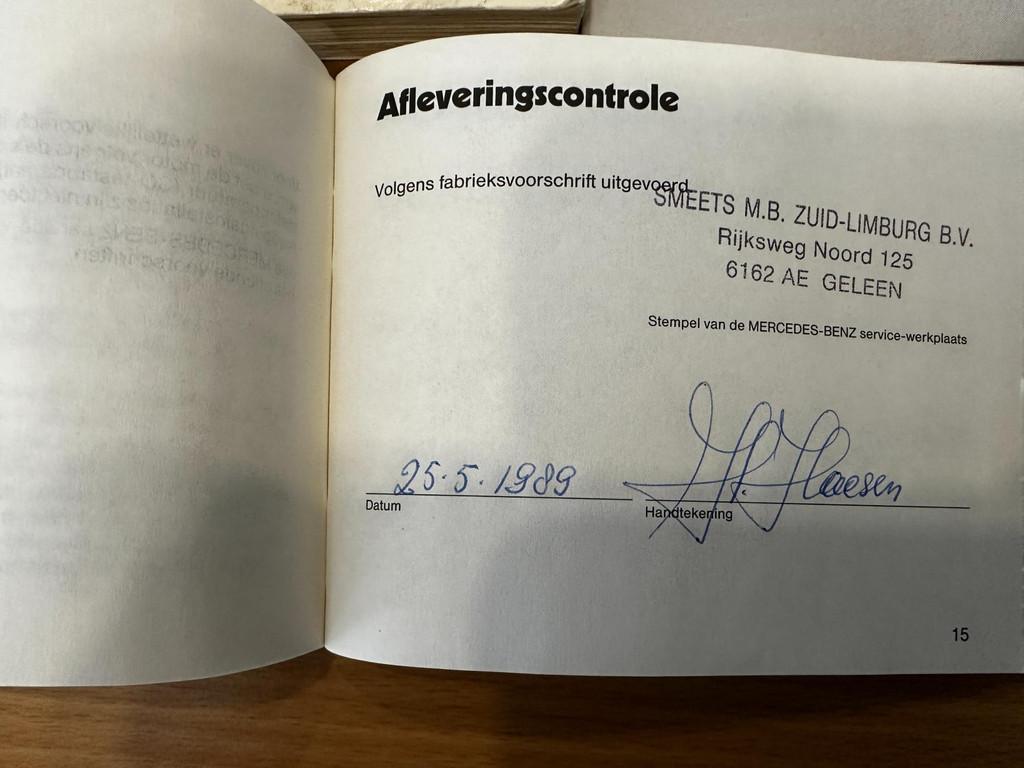 Afleveringscontrole
Volgens fabrieksvoorschrift uitgevoerd
SMEETS M.B. ZUID-LIMBURG B.V.
Rijksweg Noord 125
6162 AE GELEEN
Stempel van de MERCEDES-BENZ service-werkplaats
25.5.1989
Datum
Handtekening
15